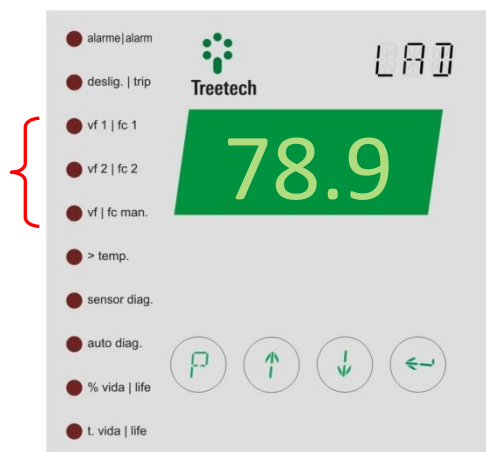 alarme|alarm
deslig. | trip
vf 1 | fc 1
vf 2 | fc 2
vf | fc man.
> temp.
sensor diag.
auto diag.
% vida | life
t. vida | life
Treetech
LAD
78.9
P